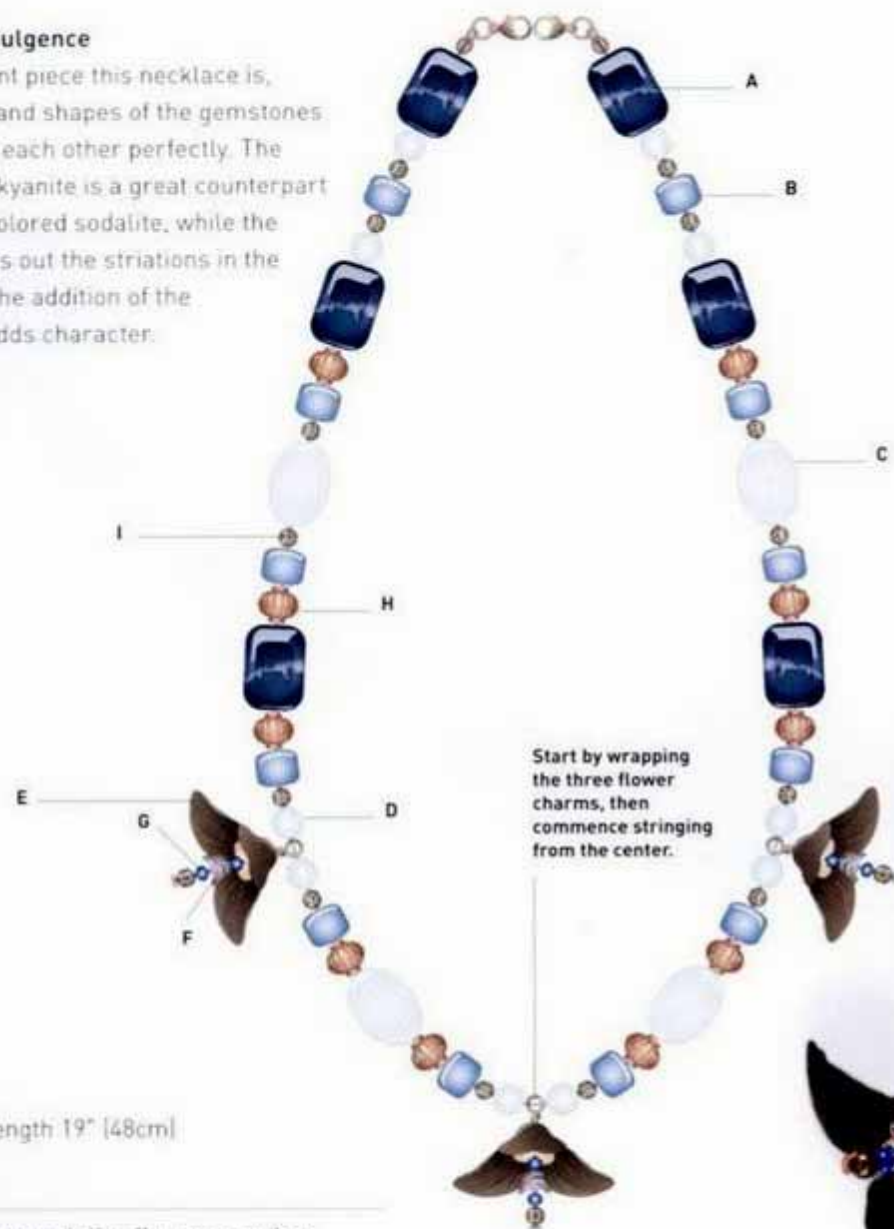 ulgence
nt piece this necklace is,
and shapes of the gemstones
each other perfectly. The
kyanite is a great counterpart
olored sodalite, while the
s out the striations in the
he addition of the
dds character.
A
B
C
I
H
Start by wrapping
the three flower
charms, then
commence stringing
from the center.
E
G
D
F
ength 19" (48cm)